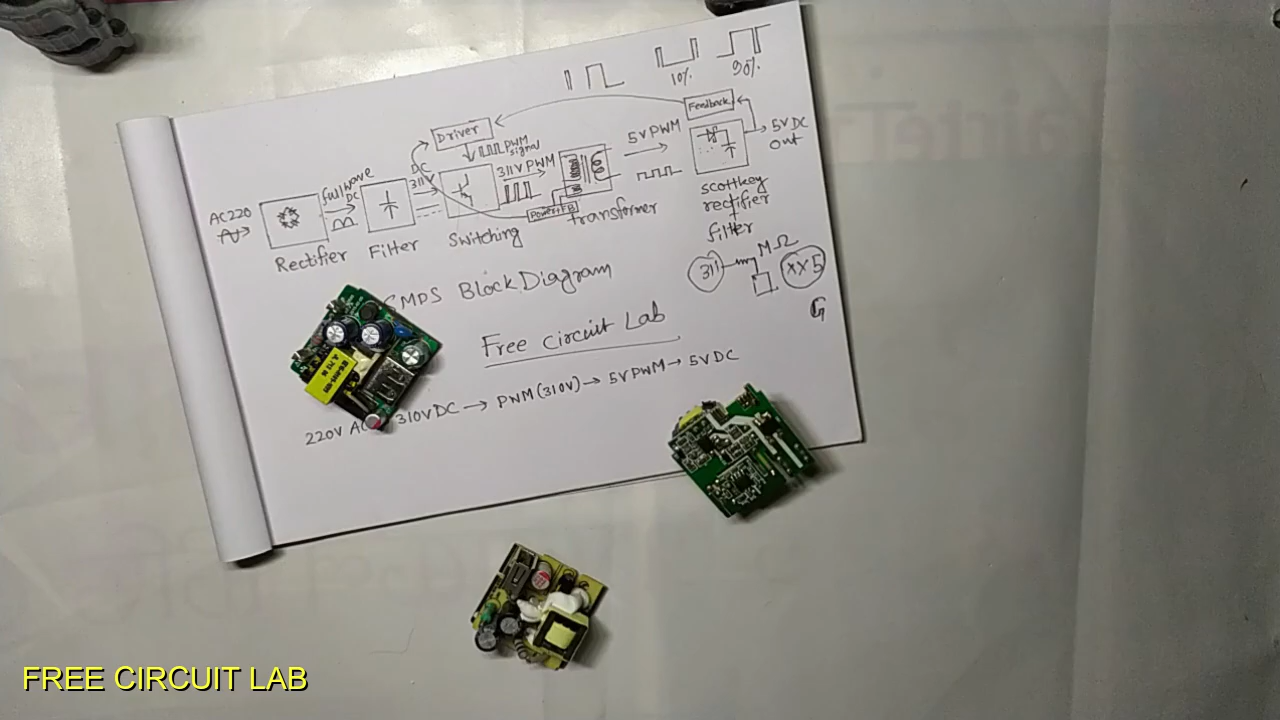 10%. 90%.
Feedback
Driver
PWM
signal
5V PWM
5V DC
out
DC
311V
311V PWM
full wave
DC
AC220
Power+FB
Rectifier
Filter
Switching
transformer
scottkey
rectifier
+
filter
311
MΩ
XX5
G
SMPS Block Diagram
Free circuit Lab
220V AC 310V DC → PWM (310V) → 5V PWM → 5V DC
FREE CIRCUIT LAB